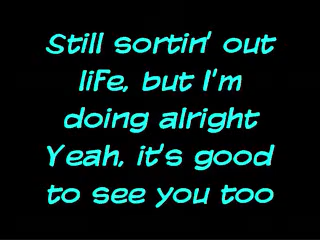 Still sortin' out
life, but I'm
doing alright
Yeah, it's good
to see you too